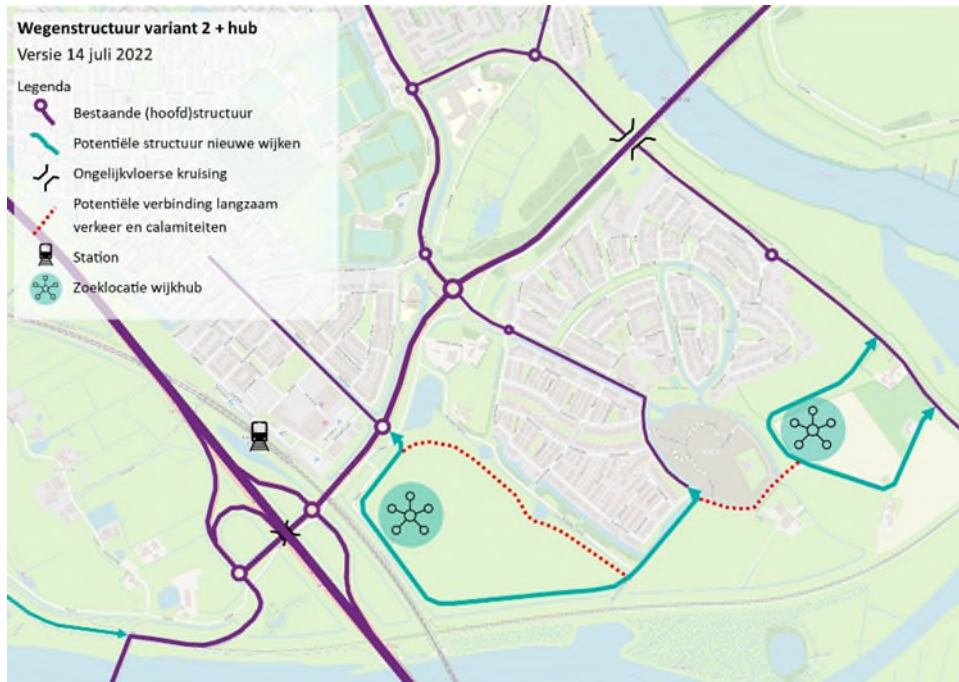 Wegenstructuur variant 2 + hub
Versie 14 juli 2022
Legenda
Bestaande (hoofd)structuur
Potentiële structuur nieuwe wijken
Ongelijkvloerse kruising
Potentiële verbinding langzaam
verkeer en calamiteiten
Station
Zoeklocatie wijkhub